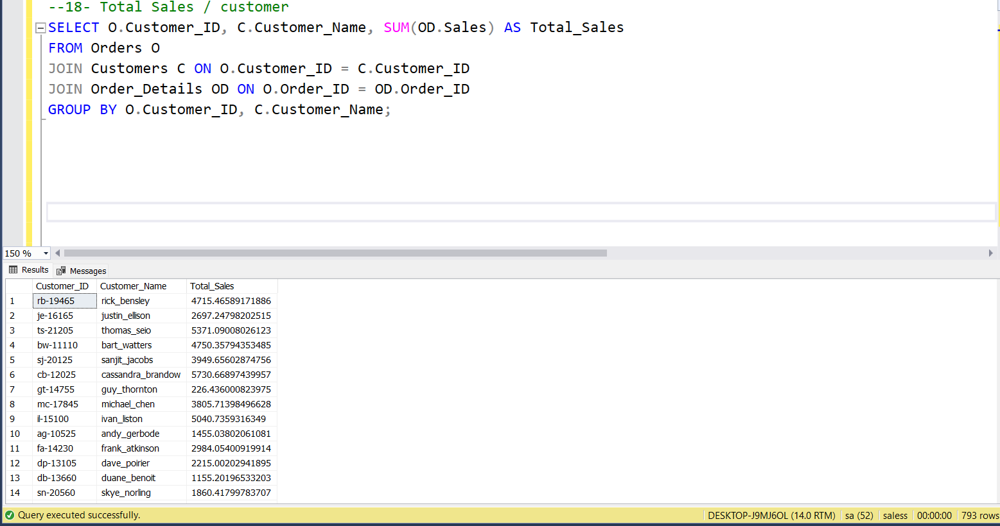 --18- Total Sales / customer
SELECT O.Customer_ID, C.Customer_Name, SUM(OD.Sales) AS Total_Sales
FROM Orders O
JOIN Customers C ON O.Customer_ID = C.Customer_ID
JOIN Order_Details OD ON O.Order_ID = OD.Order_ID
GROUP BY O.Customer_ID, C.Customer_Name;
150 %
Results Messages
Customer_ID Customer_Name Total_Sales
1 rb-19465 rick_bensley 4715.46589171886
2 je-16165 justin_ellison 2697.24798202515
3 ts-21205 thomas_seio 5371.09008026123
4 bw-11110 bart_watters 4750.35794353485
5 sj-20125 sanjit_jacobs 3949.65602874756
6 cb-12025 cassandra_brandow 5730.66897439957
7 gt-14755 guy_thornton 226.436000823975
8 mc-17845 michael_chen 3805.71398496628
9 il-15100 ivan_liston 5040.7359316349
10 ag-10525 andy_gerbode 1455.03802061081
11 fa-14230 frank_atkinson 2984.05400919914
12 dp-13105 dave_poirier 2215.00202941895
13 db-13660 duane_benoit 1155.20196533203
14 sn-20560 skye_norling 1860.41799783707
Query executed successfully. DESKTOP-J9MJ6OL (14.0 RTM) sa (52) saless 00:00:00 793 rows